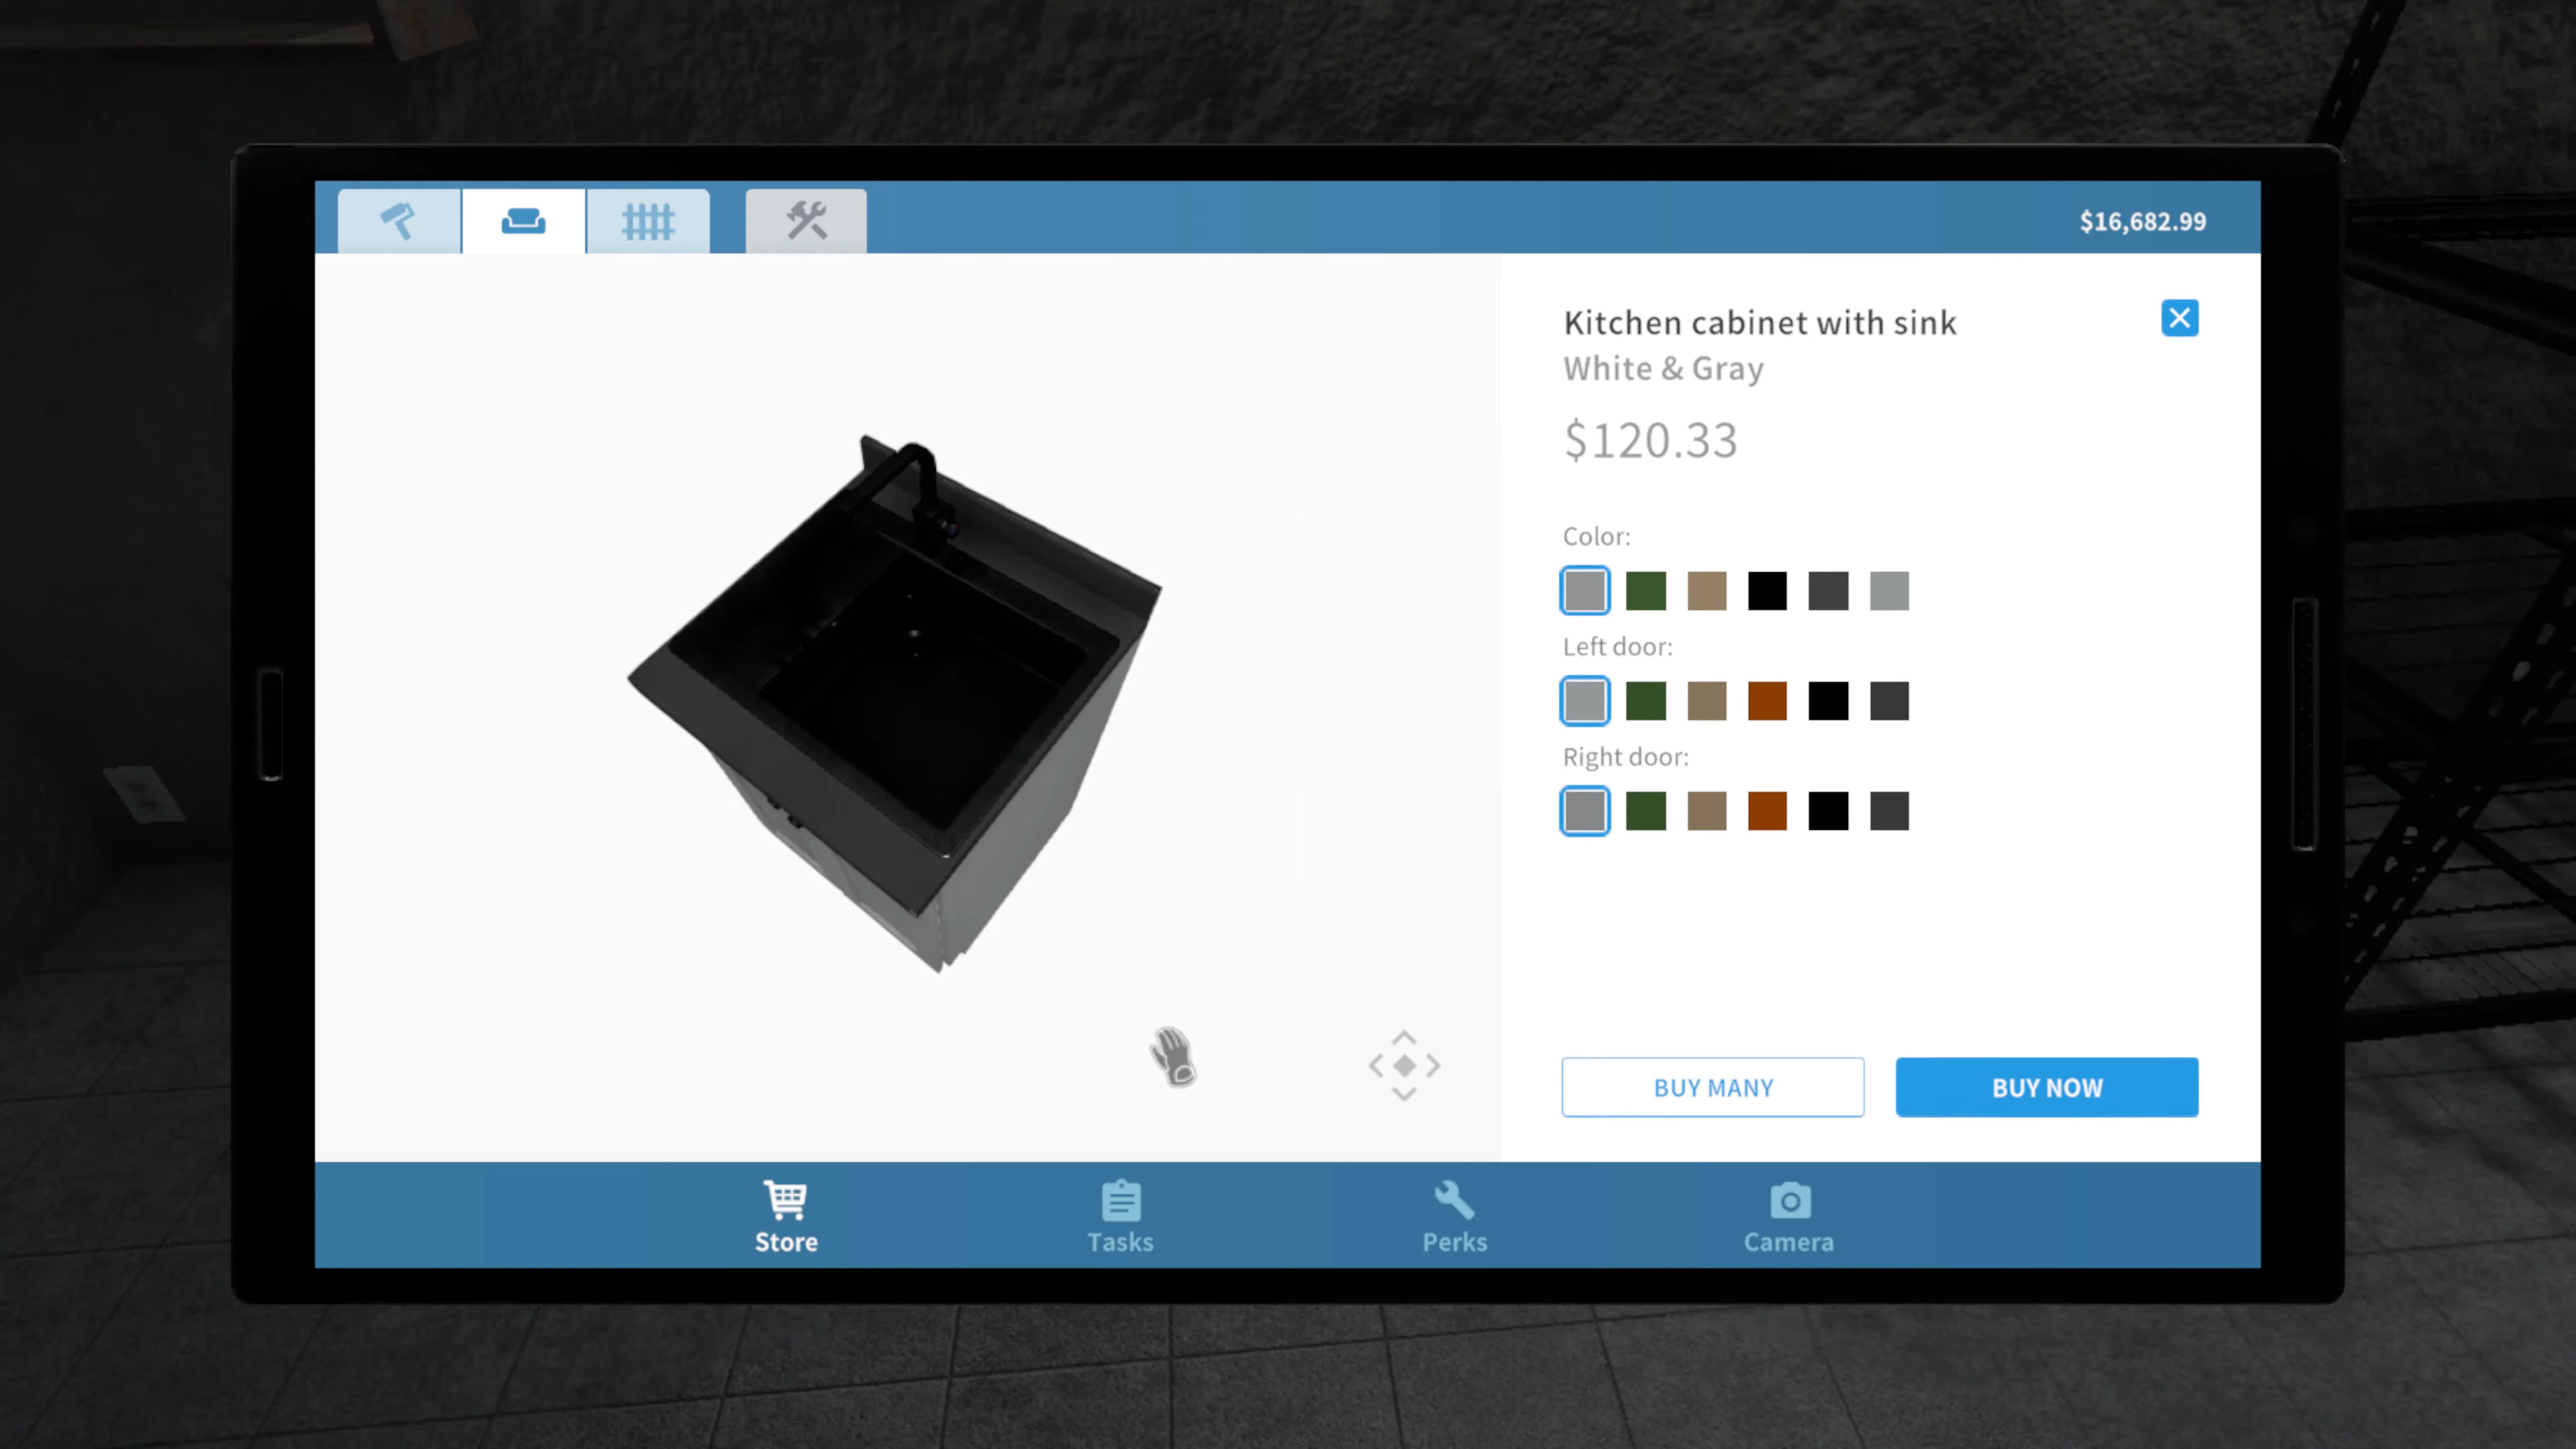 $16,682.99
Kitchen cabinet with sink
White & Gray
$120.33
Color:
Left door:
Right door:
BUY MANY
BUY NOW
Store
Tasks
Perks
Camera